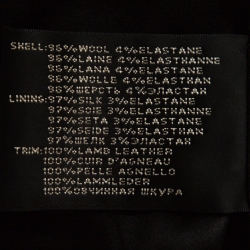 SHELL:96%WOOL 4%ELASTANE
96%LAINE 4%ELASTHANNE
96%LANA 4%ELASTANE
96%WOLLE 4%ELASTHAN
96%ШЕРСТЬ 4%ЭЛАСТАН
LINING:97%SILK 3%ELASTANE
97%SOIE 3%ELASTHANNE
97%SETA 3%ELASTANE
97%SEIDE 3%ELASTHAN
97%ШЕЛК 3%ЭЛАСТАН
TRIM:100%LAMB LEATHER
100%CUIR D'AGNEAU
100%PELLE AGNELLO
100%LAMMLEDER
100%ОВЧИННАЯ ШКУРА